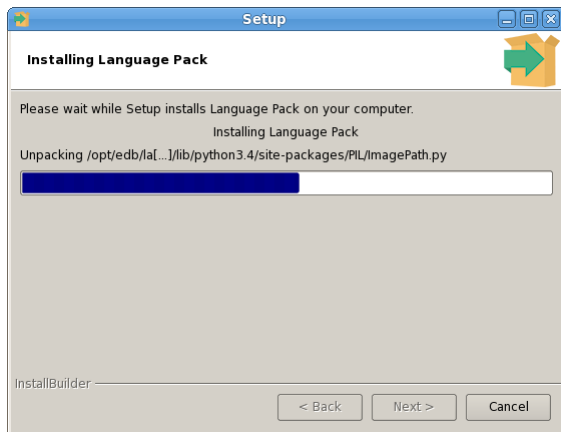 Setup
Installing Language Pack
Please wait while Setup installs Language Pack on your computer.
Installing Language Pack
Unpacking /opt/edb/la[...]/lib/python3.4/site-packages/PIL/ImagePath.py
InstallBuilder
< Back Next > Cancel